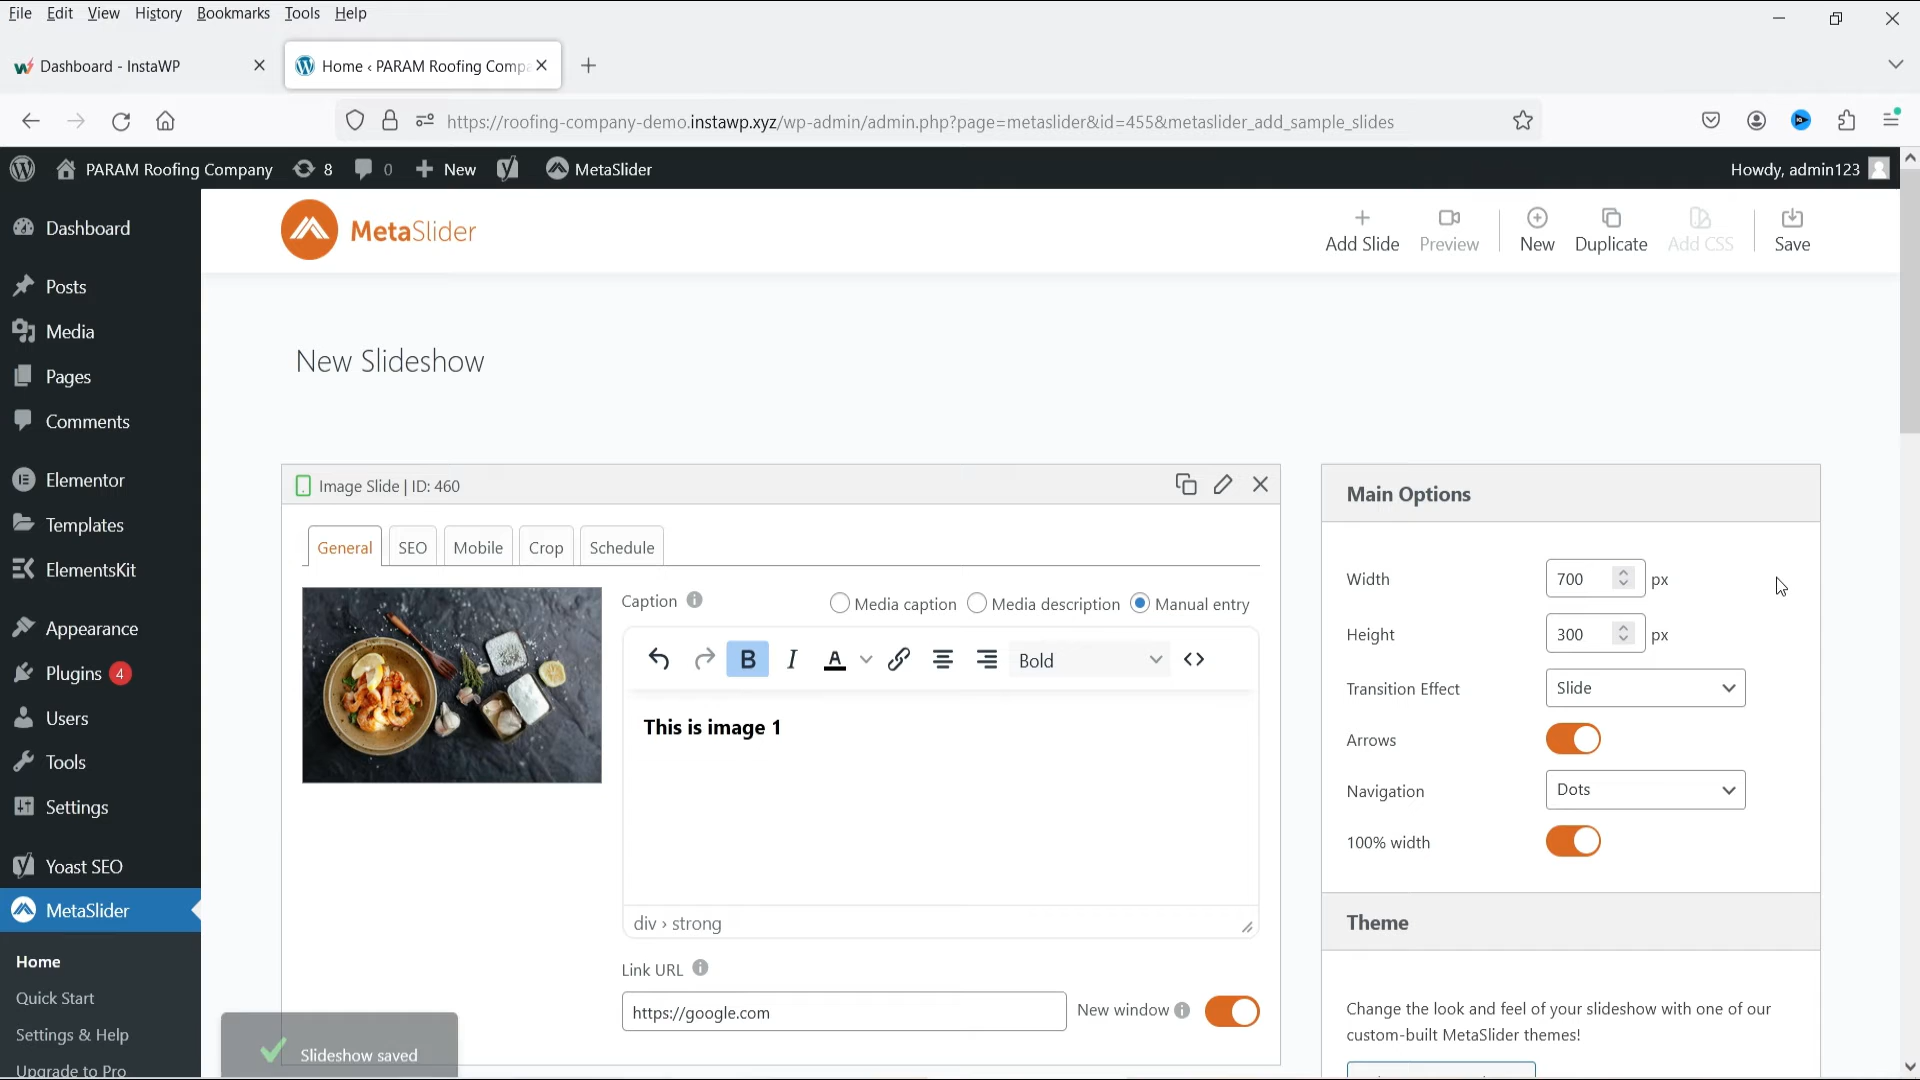 File Edit View History Bookmarks Tools Help
Dashboard - InstaWP
Home ‹ PARAM Roofing Comp
https://roofing-company-demo.instawp.xyz/wp-admin/admin.php?page=metaslider&id=455&metaslider_add_sample_slides
PARAM Roofing Company 8 0 New MetaSlider Howdy, admin123
Dashboard
Posts
Media
Pages
Comments
Elementor
Templates
ElementsKit
Appearance
Plugins 4
Users
Tools
Settings
Yoast SEO
MetaSlider
Home
Quick Start
Settings & Help
Upgrade to Pro
MetaSlider
Add Slide Preview New Duplicate Add CSS Save
New Slideshow
Image Slide | ID: 460
General SEO Mobile Crop Schedule
Caption Media caption Media description Manual entry
B I A Bold
This is image 1
div › strong
Link URL
https://google.com New window
Slideshow saved
Main Options
Width 700 px
Height 300 px
Transition Effect Slide
Arrows
Navigation Dots
100% width
Theme
Change the look and feel of your slideshow with one of our
custom-built MetaSlider themes!